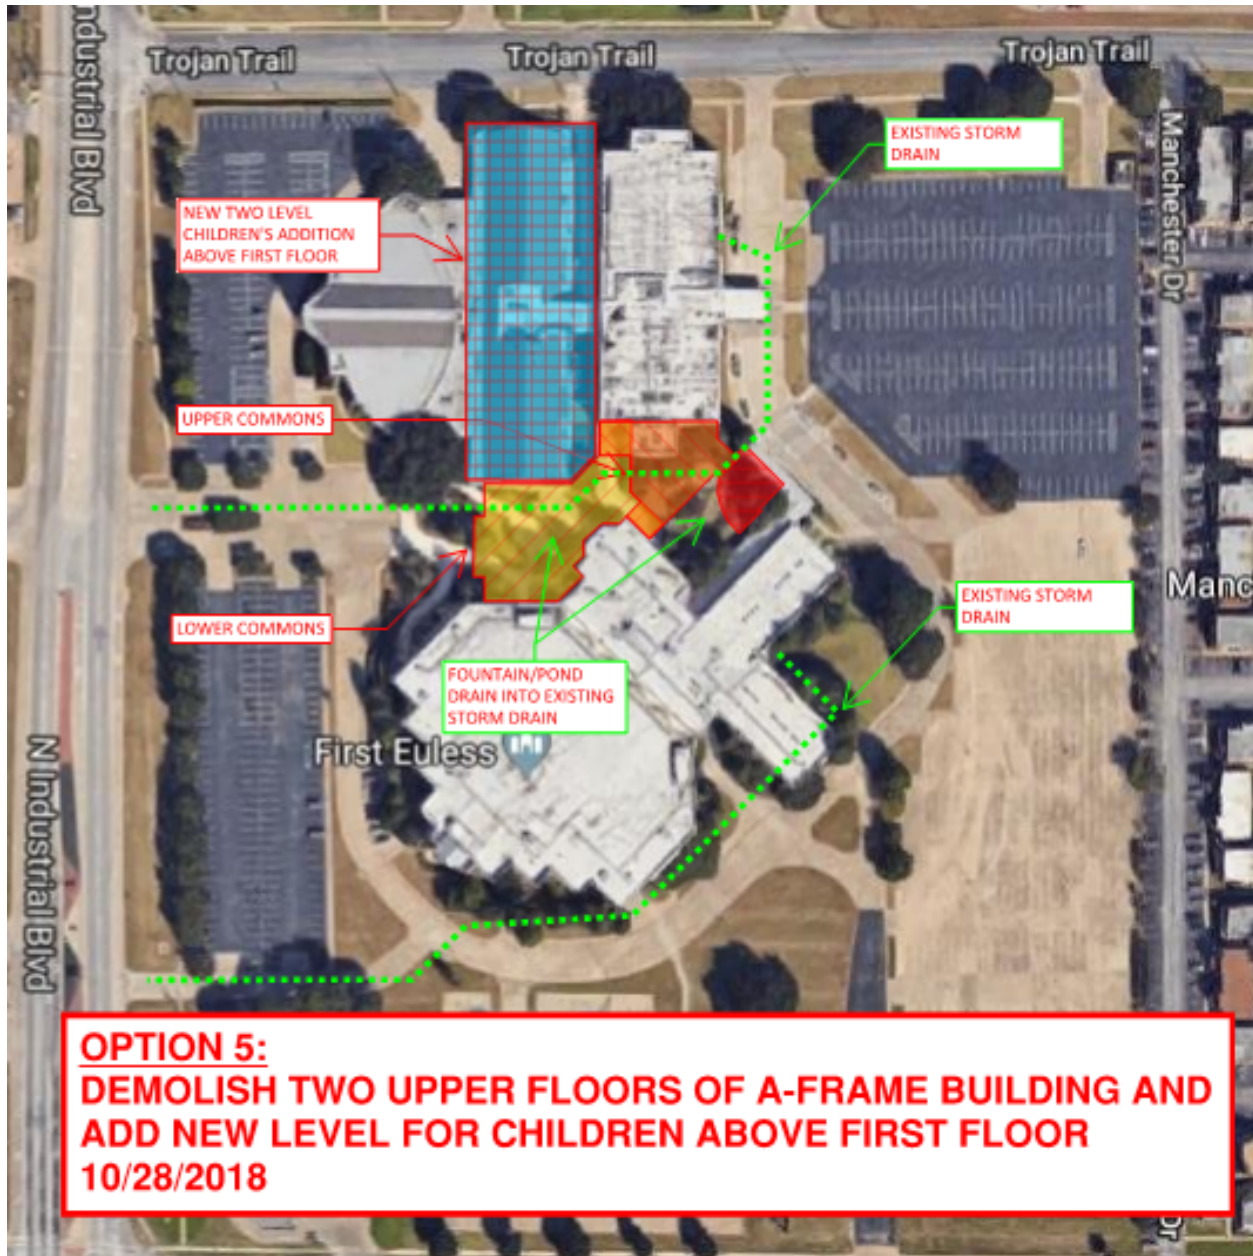 Trojan Trail
Trojan Trail
Trojan Trail
ndustrial Blvd
Manchester Dr
EXISTING STORM
DRAIN
NEW TWO LEVEL
CHILDREN'S ADDITION
ABOVE FIRST FLOOR
UPPER COMMONS
LOWER COMMONS
EXISTING STORM
DRAIN
Manc
FOUNTAIN/POND
DRAIN INTO EXISTING
STORM DRAIN
First Euless
N Industrial Blvd
OPTION 5:
DEMOLISH TWO UPPER FLOORS OF A-FRAME BUILDING AND
ADD NEW LEVEL FOR CHILDREN ABOVE FIRST FLOOR
10/28/2018
Dr